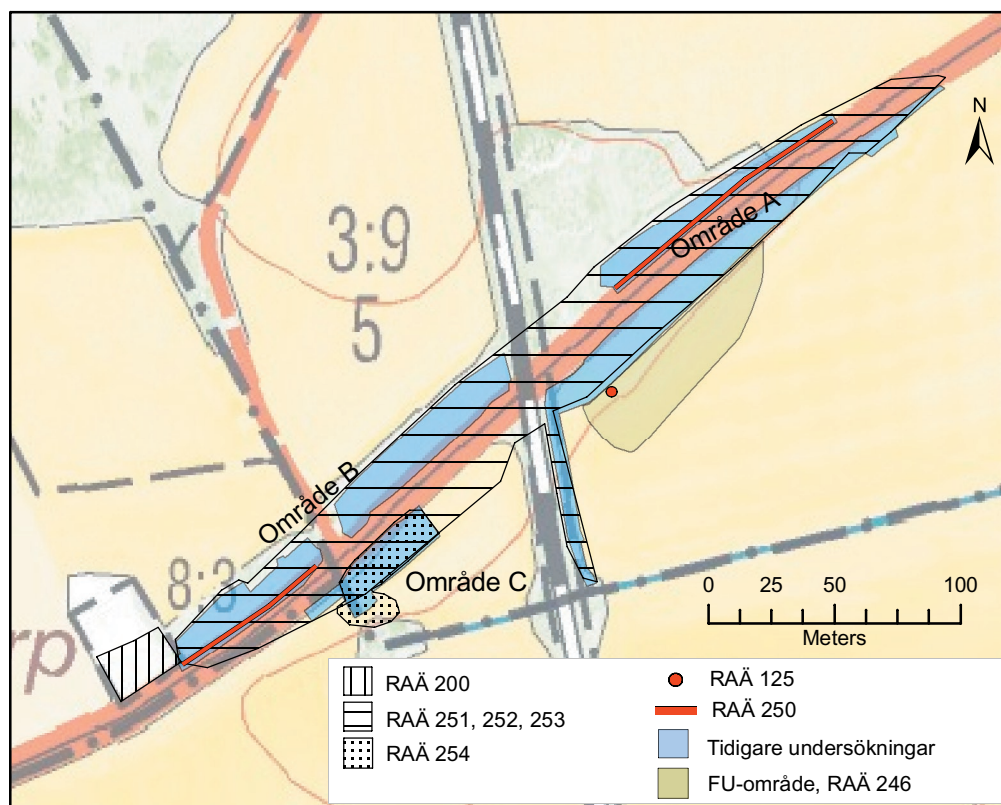 N
Område A
3:9
5
Område B
8:3
Område C
rp
0 25 50 100
Meters
RAÄ 200
RAÄ 251, 252, 253
RAÄ 254
RAÄ 125
RAÄ 250
Tidigare undersökningar
FU-område, RAÄ 246